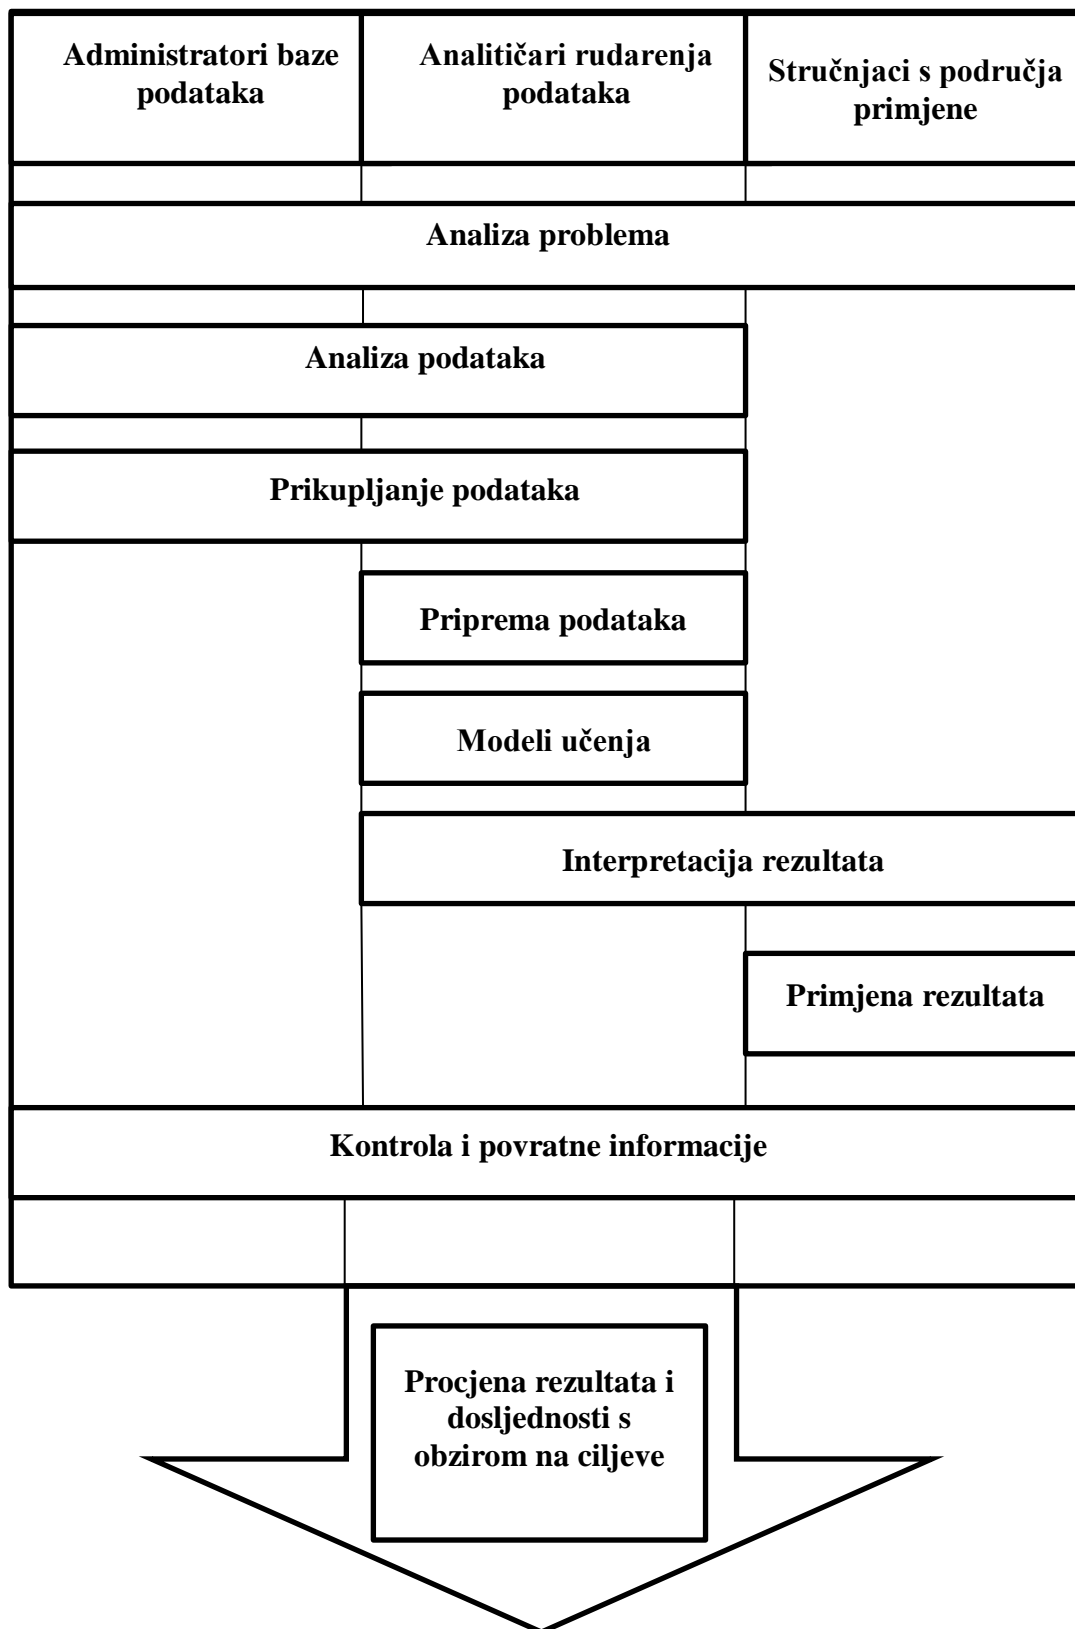 Administratori baze
podataka
Analitičari rudarenja
podataka
Stručnjaci s područja
primjene
Analiza problema
Analiza podataka
Prikupljanje podataka
Priprema podataka
Modeli učenja
Interpretacija rezultata
Primjena rezultata
Kontrola i povratne informacije
Procjena rezultata i
dosljednosti s
obzirom na ciljeve